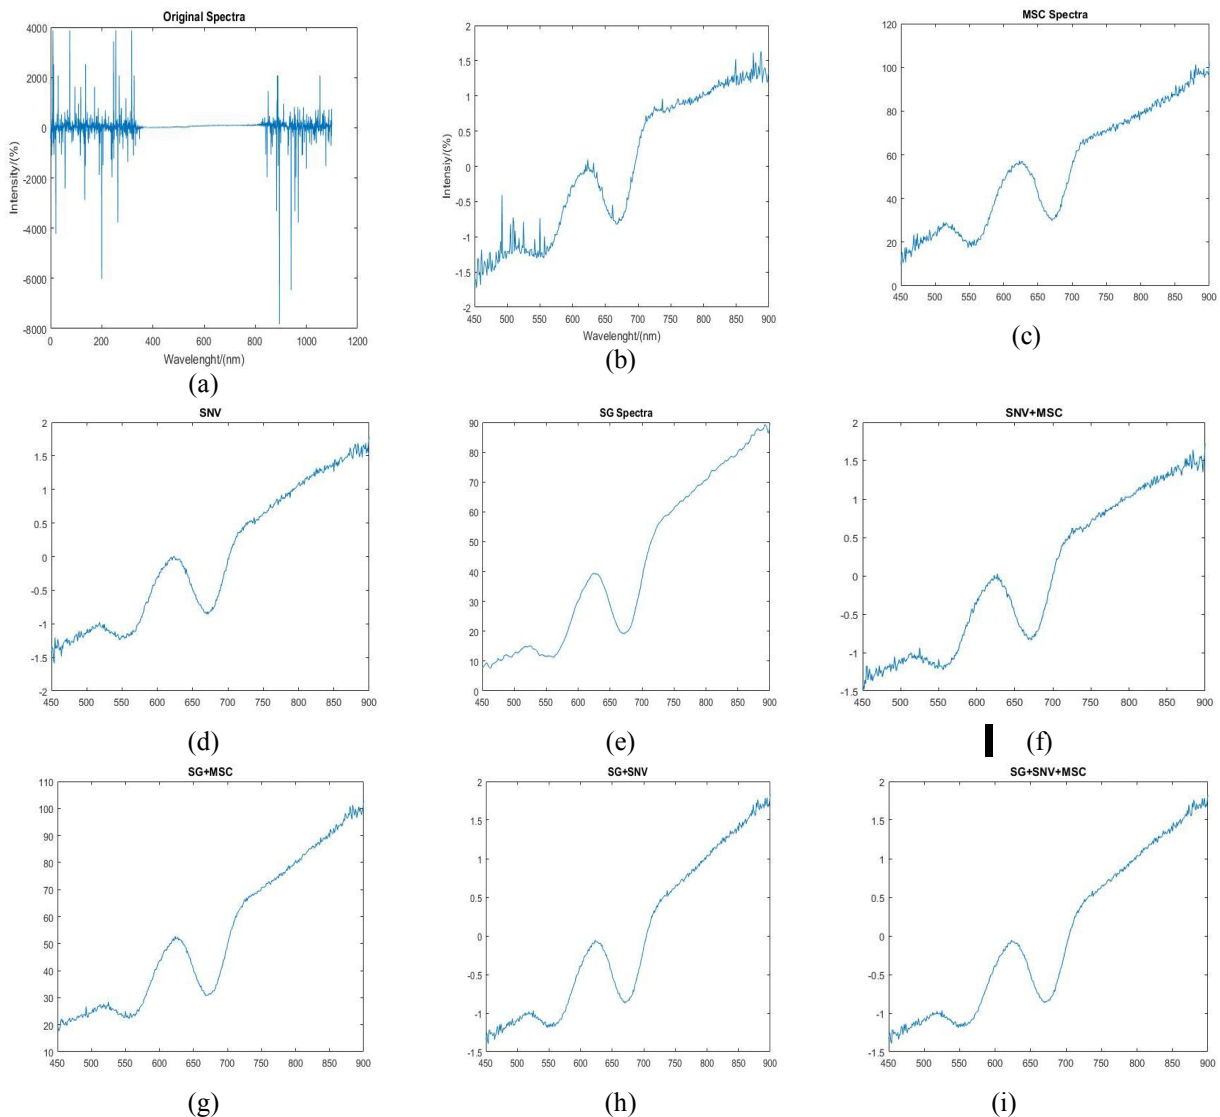 Original Spectra
4000
2000
0
-2000
-4000
-6000
-8000
Intensity/(%)
0 200 400 600 800 1000 1200
Wavelenght/(nm)
(a)
2
1.5
1
0.5
0
-0.5
-1
-1.5
-2
Intensiy/(%)
450 500 550 600 650 700 750 800 850 900
Wavelength/(nm)
(b)
MSC Spectra
120
100
80
60
40
20
0
450 500 550 600 650 700 750 800 850 900
(c)
SNV
2
1.5
1
0.5
0
-0.5
-1
-1.5
-2
450 500 550 600 650 700 750 800 850 900
(d)
SG Spectra
90
80
70
60
50
40
30
20
10
0
450 500 550 600 650 700 750 800 850 900
(e)
SNV+MSC
2
1.5
1
0.5
0
-0.5
-1
-1.5
450 500 550 600 650 700 750 800 850 900
(f)
SG+MSC
110
100
90
80
70
60
50
40
30
20
10
450 500 550 600 650 700 750 800 850 900
(g)
SG+SNV
2
1.5
1
0.5
0
-0.5
-1
-1.5
450 500 550 600 650 700 750 800 850 900
(h)
SG+SNV+MSC
2
1.5
1
0.5
0
-0.5
-1
-1.5
450 500 550 600 650 700 750 800 850 900
(i)